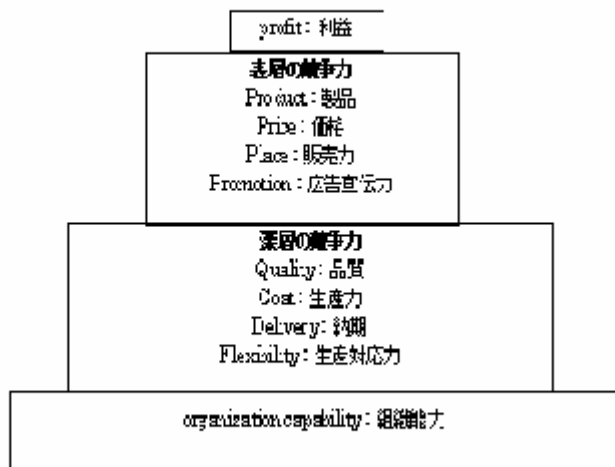 profit：利益
表層の競争力
Product：製品
Price：価格
Place：販売力
Promotion：広告宣伝力
深層の競争力
Quality：品質
Cost：生産力
Delivery：納期
Flexibility：生産対応力
organization capability：組織能力